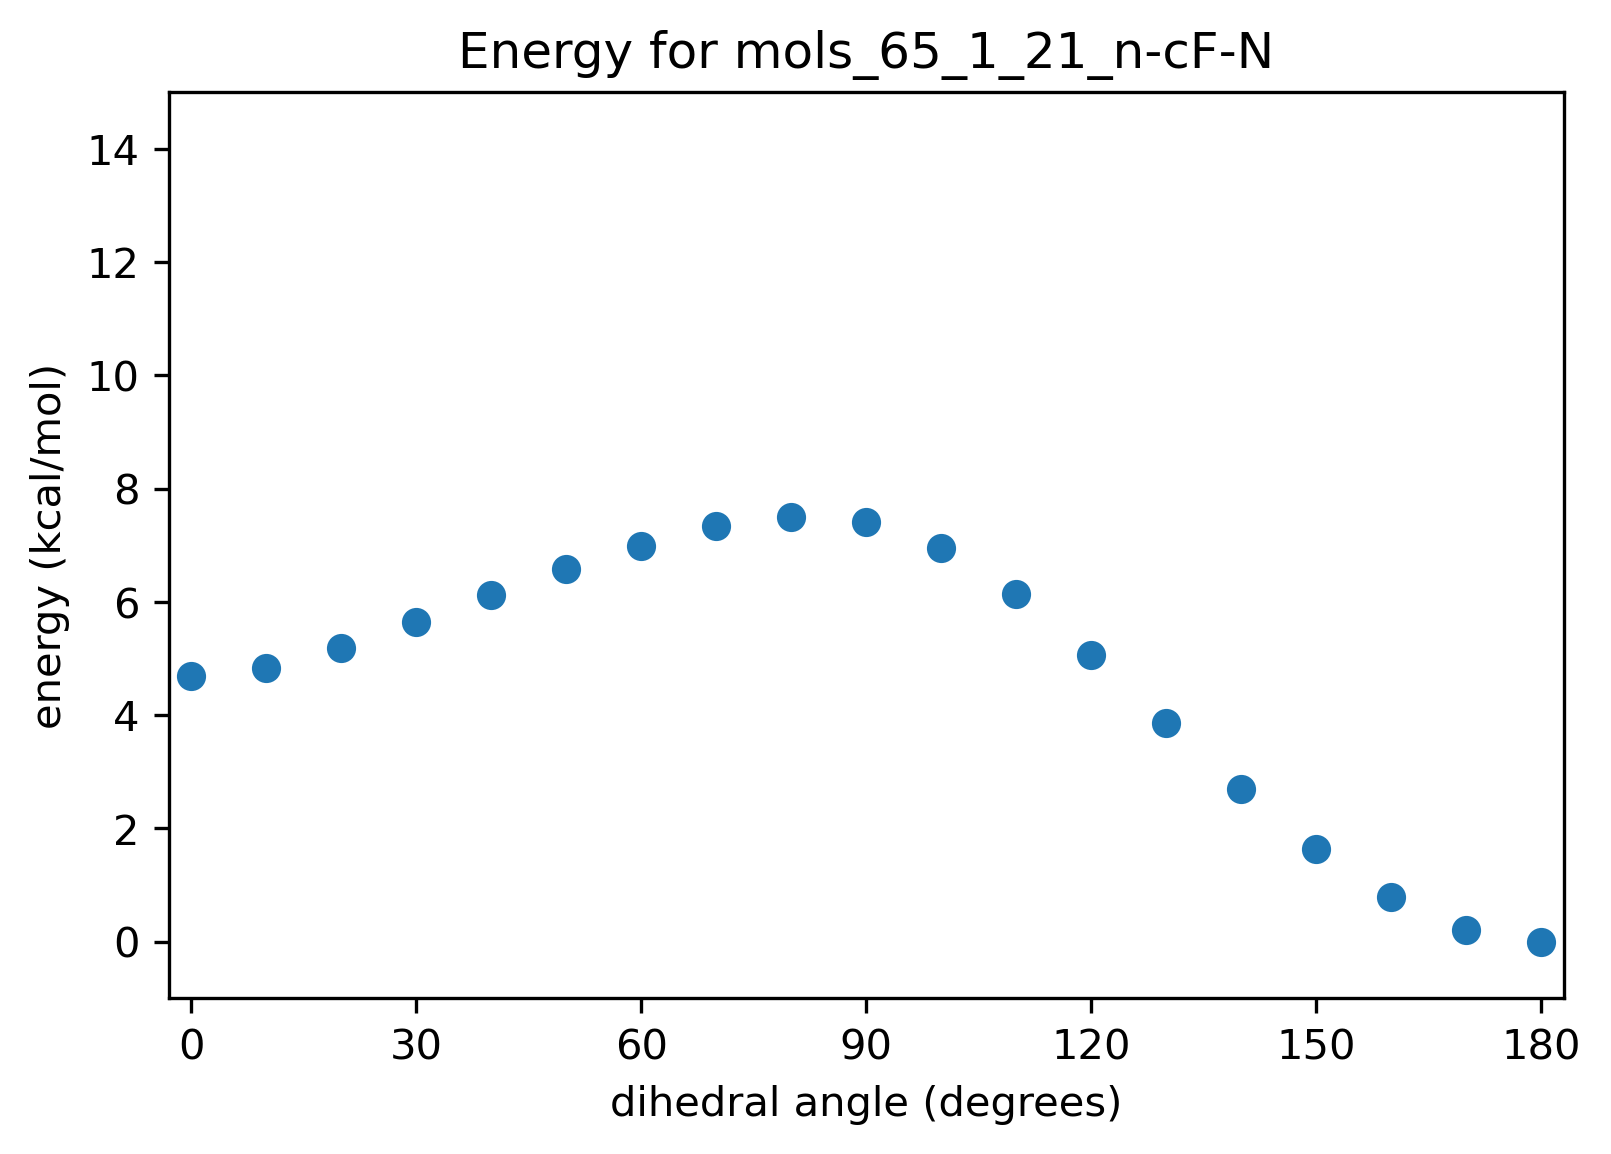 Energy for mols_65_1_21_n-cF-N
14
12
10
8
6
4
2
0
energy (kcal/mol)
0 30 60 90 120 150 180
dihedral angle (degrees)